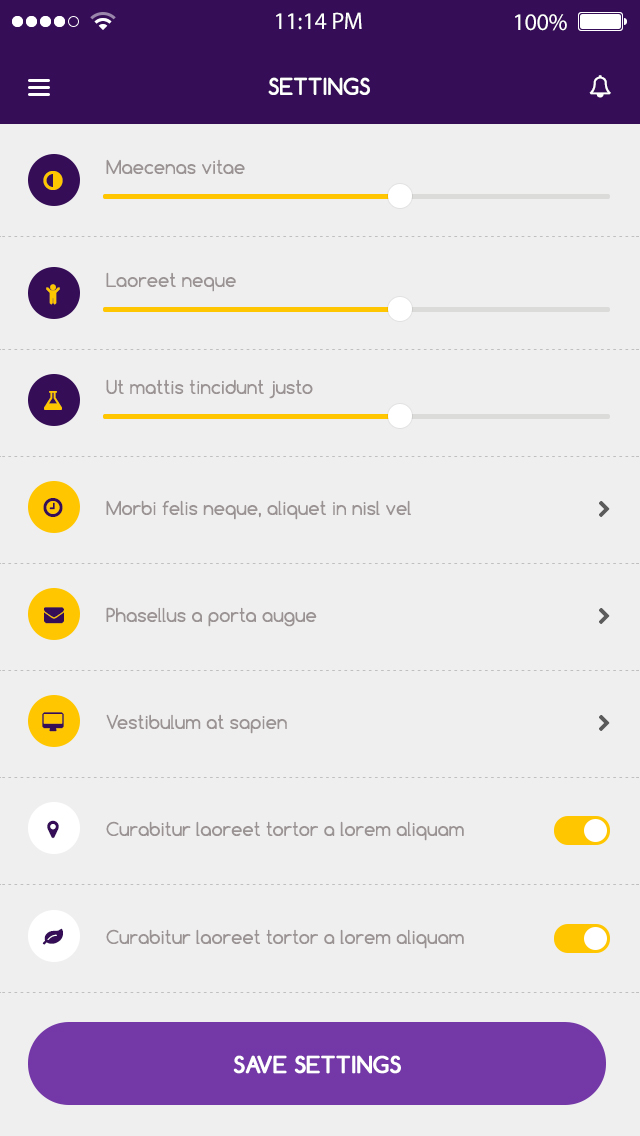 11:14 PM
100%
SETTINGS
Maecenas vitae
Laoreet neque
Ut mattis tincidunt justo
Morbi felis neque, aliquet in nisl vel
Phasellus a porta augue
Vestibulum at sapien
Curabitur laoreet tortor a lorem aliquam
Curabitur laoreet tortor a lorem aliquam
SAVE SETTINGS